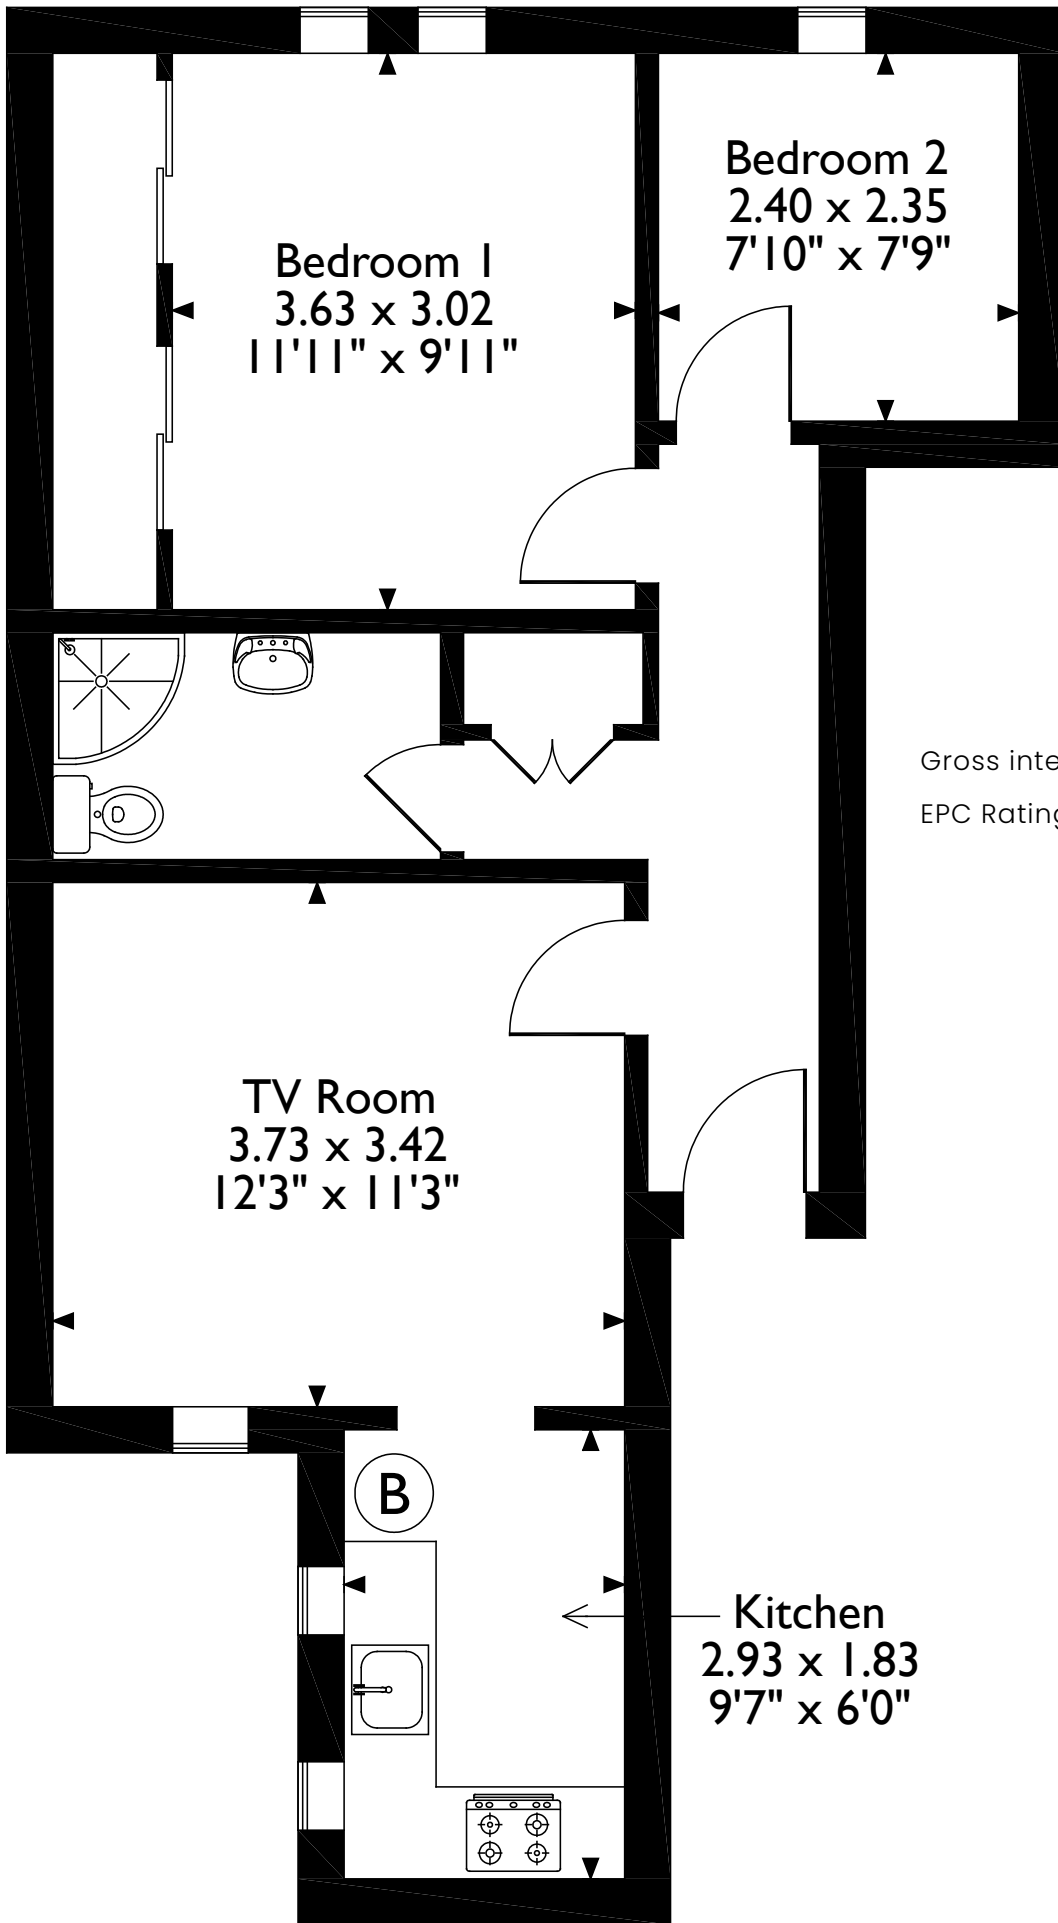 Bedroom 1
3.63 x 3.02
11'11" x 9'11"
Bedroom 2
2.40 x 2.35
7'10" x 7'9"
Gross
EPC
TV Room
3.73 x 3.42
12'3" x 11'3"
B
Kitchen
2.93 x 1.83
9'7" x 6'0"